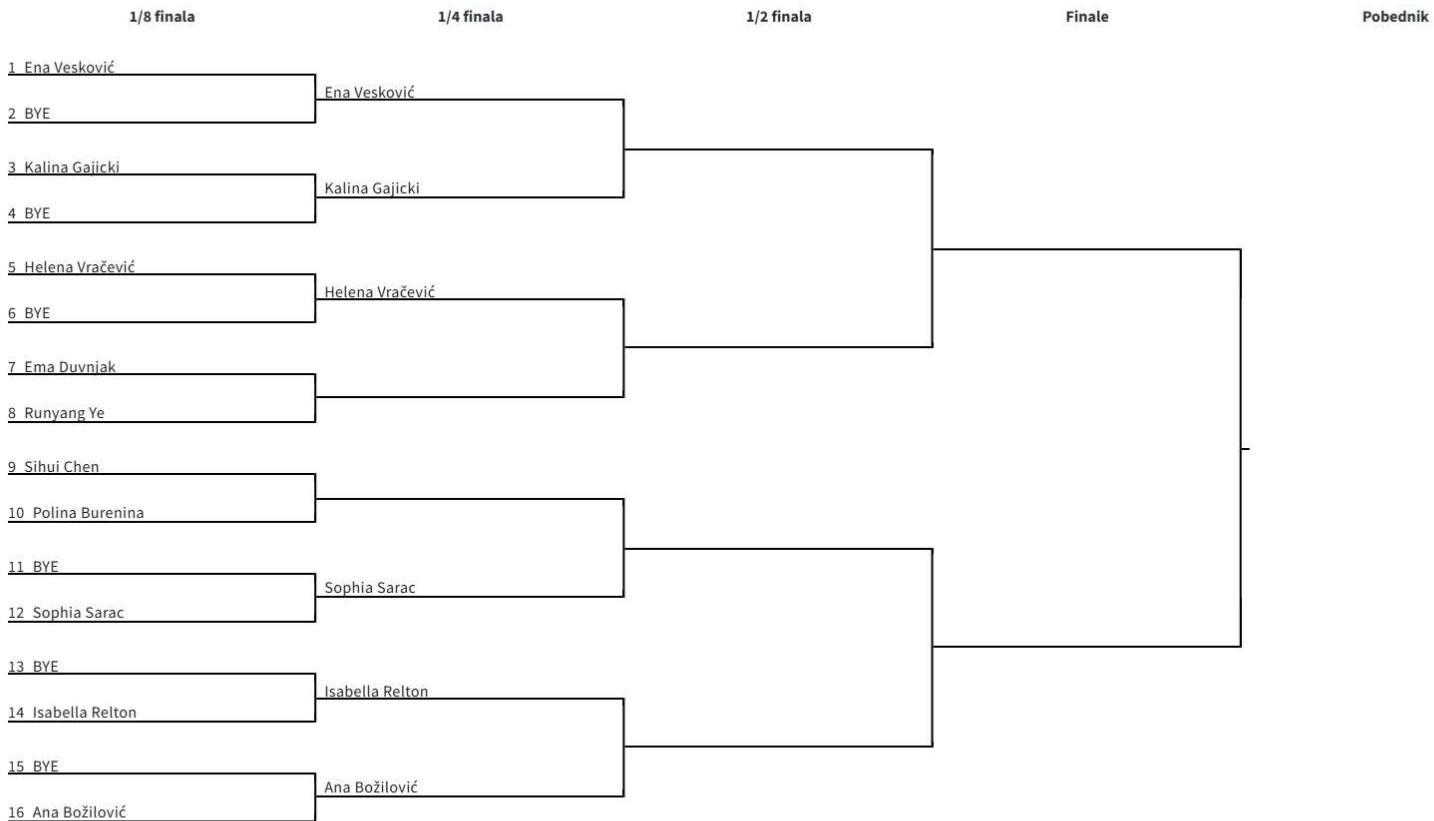 1/8 finala 1/4 finala 1/2 finala Finale Pobednik
1 Ena Vesković
Ena Vesković
2 BYE
3 Kalina Gajicki
Kalina Gajicki
4 BYE
5 Helena Vračević
Helena Vračević
6 BYE
7 Ema Duvnjak
8 Runyang Ye
9 Sihui Chen
10 Polina Burenina
11 BYE
Sophia Sarac
12 Sophia Sarac
13 BYE
Isabella Relton
14 Isabella Relton
15 BYE
Ana Božilović
16 Ana Božilović